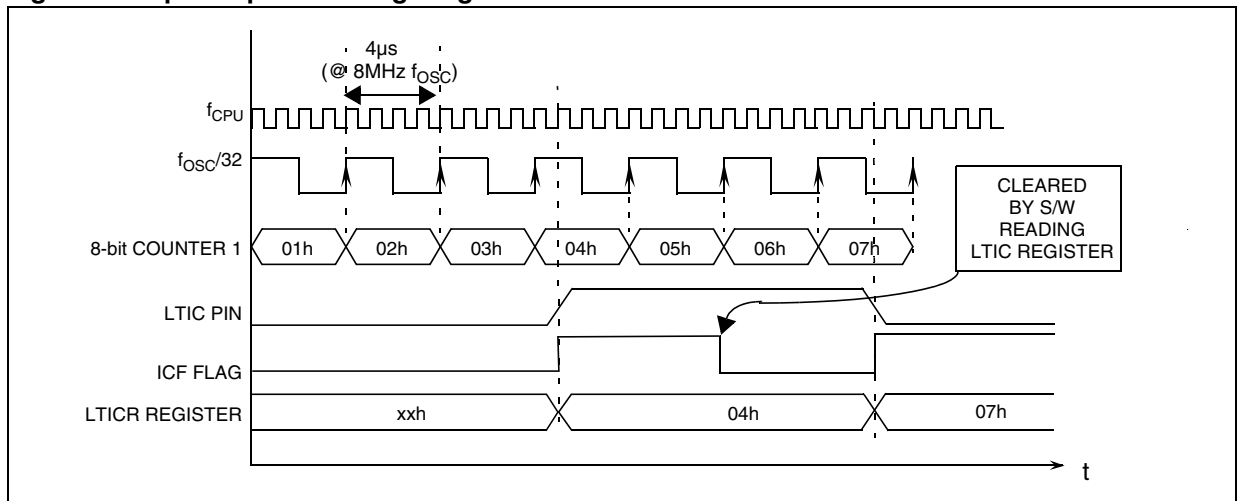 4µs
(@ 8MHz fOSC)
fCPU
fOSC/32
CLEARED
BY S/W
READING
LTIC REGISTER
8-bit COUNTER 1
01h 02h 03h 04h 05h 06h 07h
LTIC PIN
ICF FLAG
LTICR REGISTER
xxh 04h 07h
t